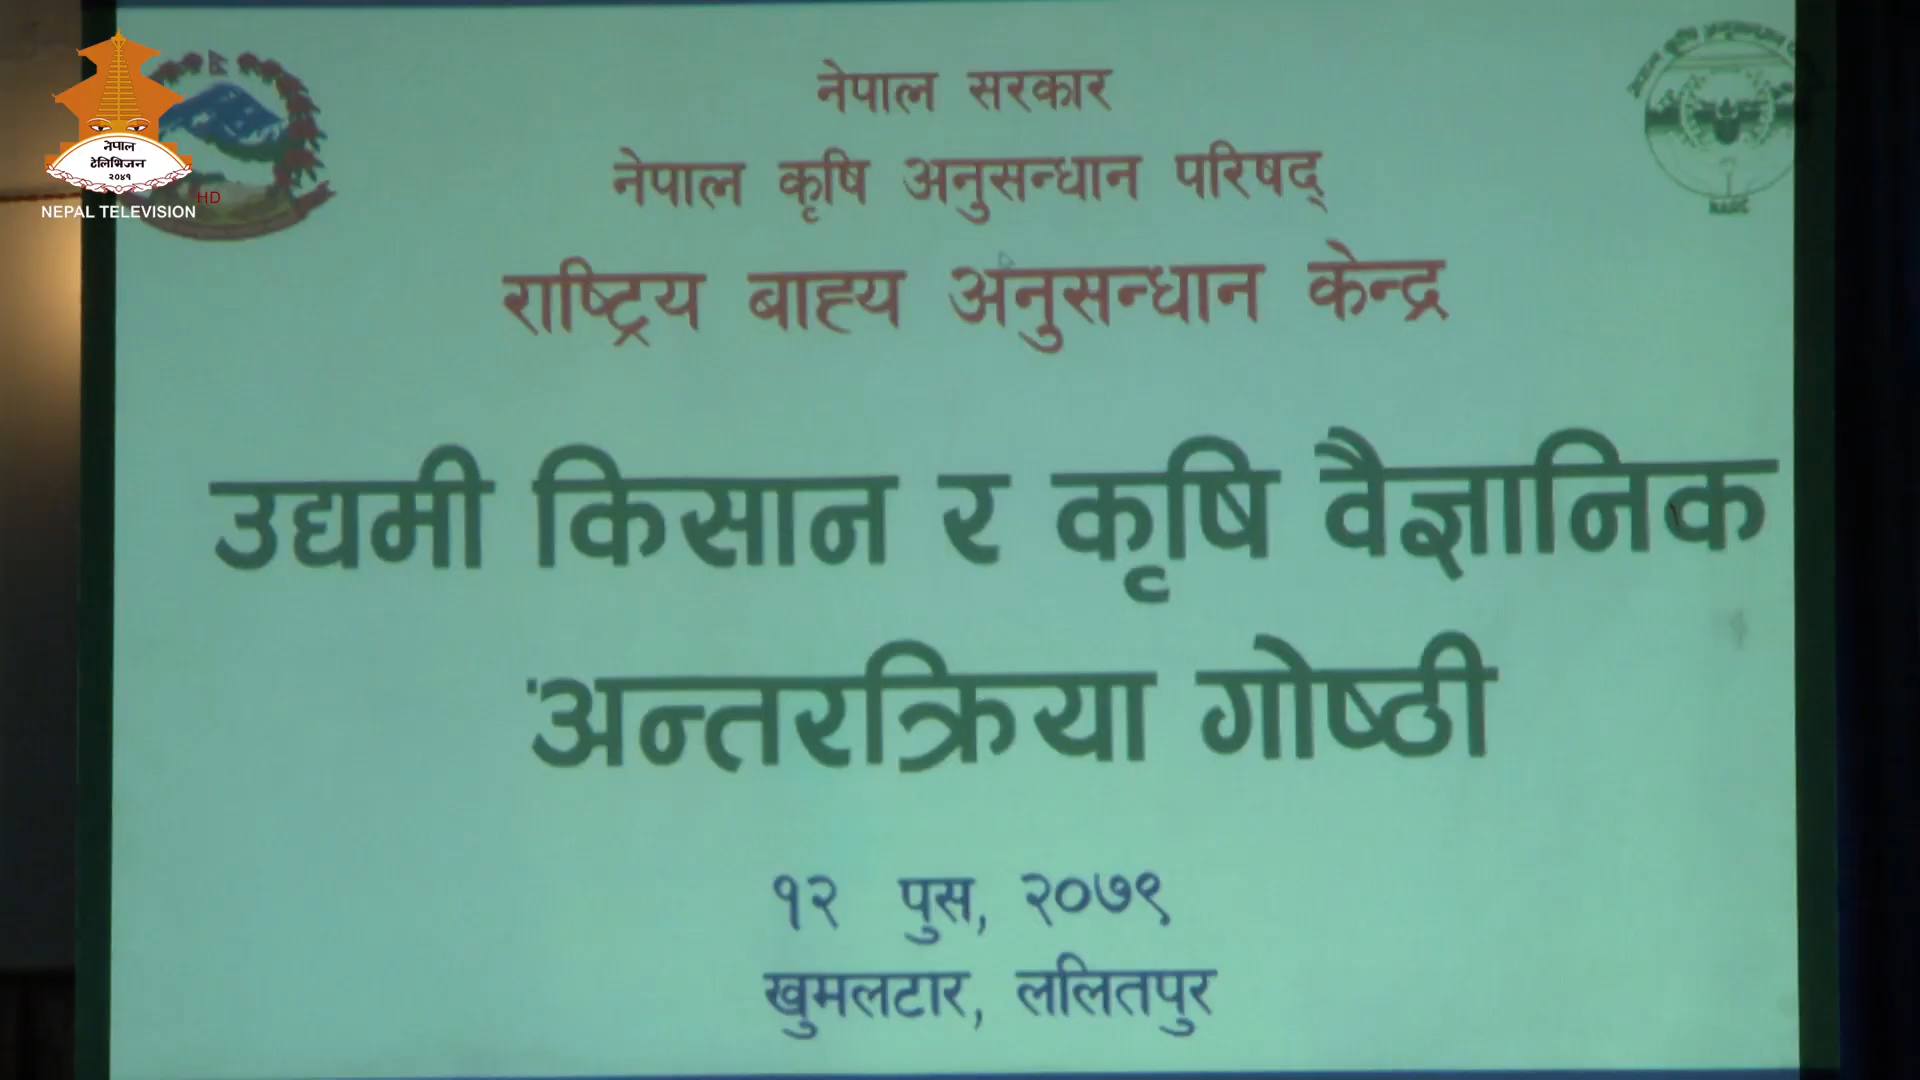 नेपाल
टेलिभिजन
२०४१
HD
NEPAL TELEVISION
नेपाल सरकार
नेपाल कृषि अनुसन्धान परिषद्
राष्ट्रिय बाह्य अनुसन्धान केन्द्र
उद्यमी किसान र कृषि वैज्ञानिक
अन्तरक्रिया गोष्ठी
१२ पुस, २०७९
खुमलटार, ललितपुर
NARC